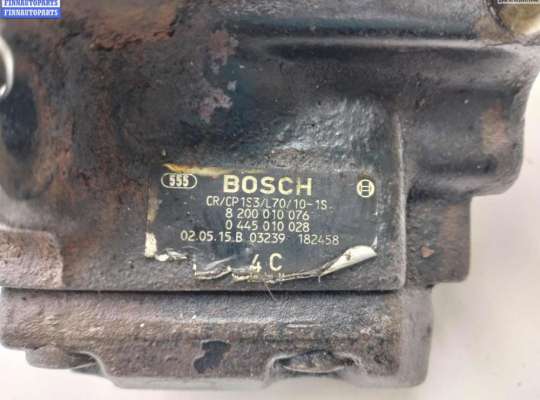 FINNAUTOPARTS
555 BOSCH
CR/CP1S3/L70/10-1S
8 200 010 076
0 445 010 028
02.05.15.B 03239 182458
4 C